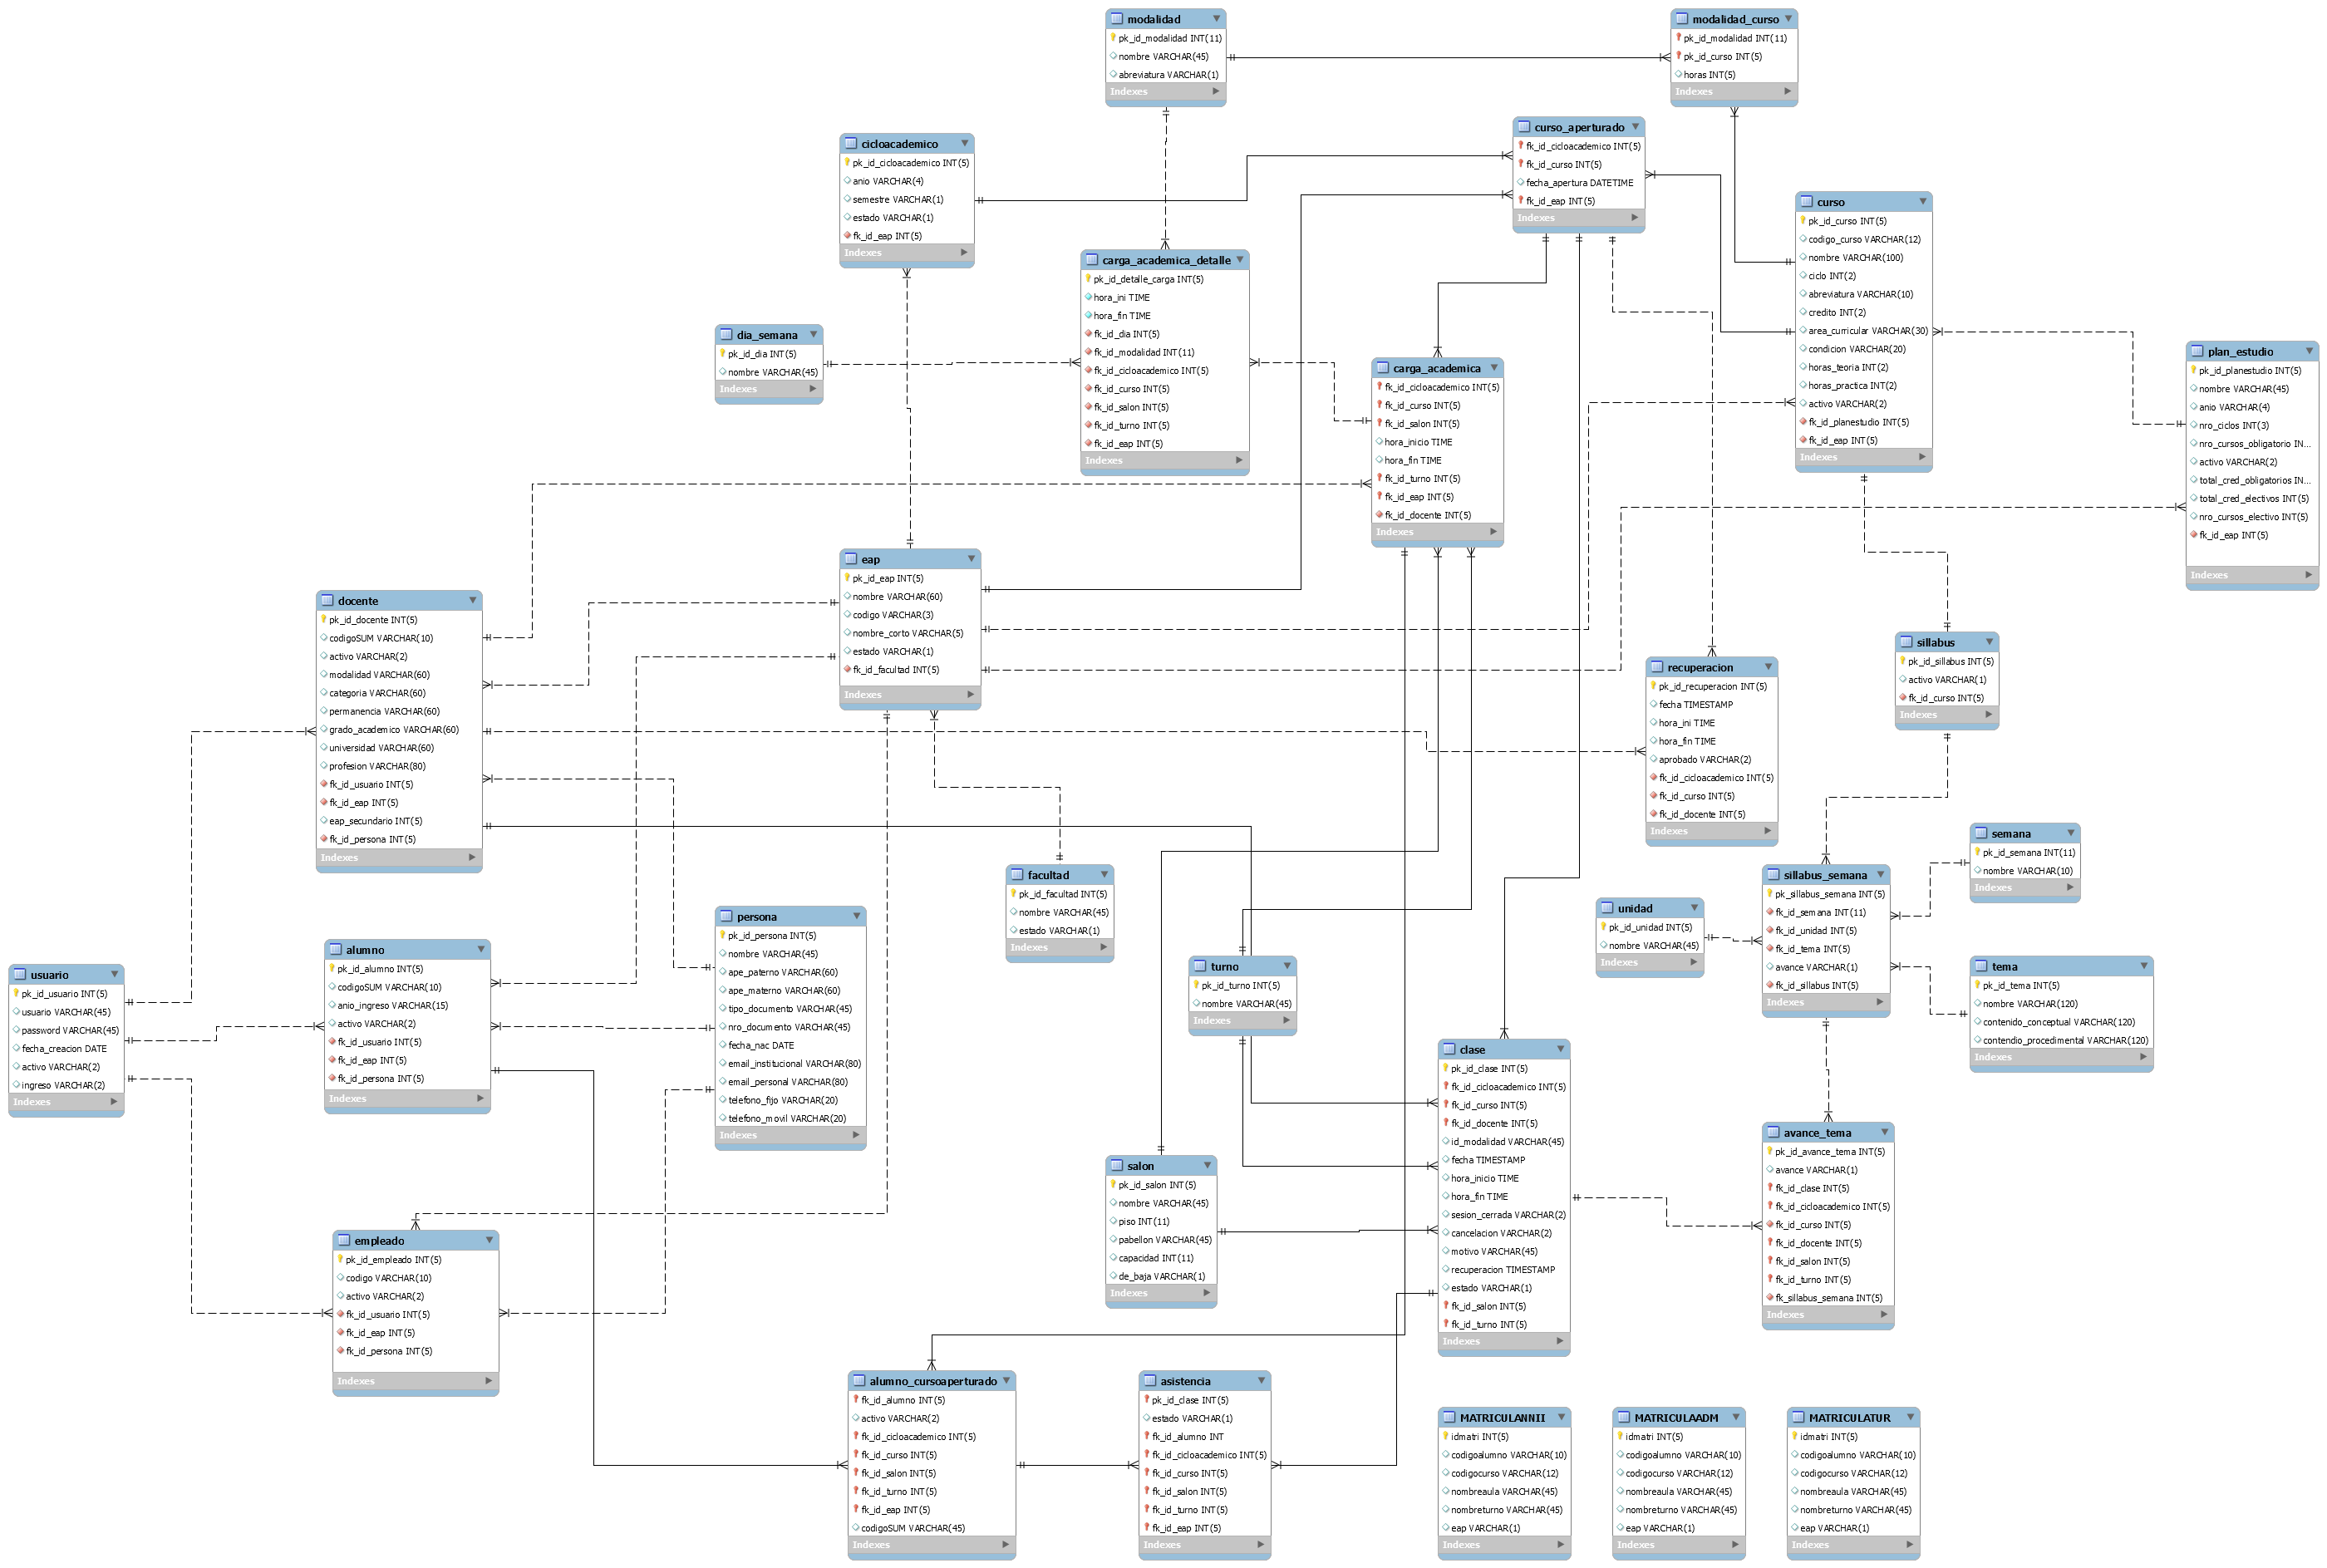 modalidad
pk_id_modalidad INT(11)
nombre VARCHAR(45)
abreviatura VARCHAR(1)
Indexes
modalidad_curso
pk_id_modalidad INT(11)
pk_id_curso INT(5)
horas INT(5)
Indexes
cicloacademico
pk_id_cicloacademico INT(5)
anio VARCHAR(4)
semestre VARCHAR(1)
estado VARCHAR(1)
fk_id_eap INT(5)
Indexes
curso_aperturado
fk_id_cicloacademico INT(5)
fk_id_curso INT(5)
fecha_apertura DATETIME
fk_id_eap INT(5)
Indexes
curso
pk_id_curso INT(5)
codigo_curso VARCHAR(12)
nombre VARCHAR(100)
ciclo INT(2)
abreviatura VARCHAR(10)
credito INT(2)
area_curricular VARCHAR(30)
condicion VARCHAR(20)
horas_teoria INT(2)
horas_practica INT(2)
activo VARCHAR(2)
fk_id_planestudio INT(5)
fk_id_eap INT(5)
Indexes
carga_academica_detalle
pk_id_detalle_carga INT(5)
hora_ini TIME
hora_fin TIME
fk_id_dia INT(5)
fk_id_modalidad INT(11)
fk_id_cicloacademico INT(5)
fk_id_curso INT(5)
fk_id_salon INT(5)
fk_id_turno INT(5)
fk_id_eap INT(5)
Indexes
dia_semana
pk_id_dia INT(5)
nombre VARCHAR(45)
Indexes
carga_academica
fk_id_cicloacademico INT(5)
fk_id_curso INT(5)
fk_id_salon INT(5)
hora_inicio TIME
hora_fin TIME
fk_id_turno INT(5)
fk_id_eap INT(5)
fk_id_docente INT(5)
Indexes
plan_estudio
pk_id_planestudio INT(5)
nombre VARCHAR(45)
anio VARCHAR(4)
nro_ciclos INT(3)
nro_cursos_obligatorio IN...
activo VARCHAR(2)
total_cred_obligatorios IN...
total_cred_electivos INT(5)
nro_cursos_electivo INT(5)
fk_id_eap INT(5)
Indexes
eap
pk_id_eap INT(5)
nombre VARCHAR(60)
codigo VARCHAR(3)
nombre_corto VARCHAR(5)
estado VARCHAR(1)
fk_id_facultad INT(5)
Indexes
docente
pk_id_docente INT(5)
codigoSUM VARCHAR(10)
activo VARCHAR(2)
modalidad VARCHAR(60)
categoria VARCHAR(60)
permanencia VARCHAR(60)
grado_academico VARCHAR(60)
universidad VARCHAR(60)
profesion VARCHAR(80)
fk_id_usuario INT(5)
fk_id_eap INT(5)
eap_secundario INT(5)
fk_id_persona INT(5)
Indexes
sillabus
pk_id_sillabus INT(5)
activo VARCHAR(1)
fk_id_curso INT(5)
Indexes
recuperacion
pk_id_recuperacion INT(5)
fecha TIMESTAMP
hora_ini TIME
hora_fin TIME
aprobado VARCHAR(2)
fk_id_cicloacademico INT(5)
fk_id_curso INT(5)
fk_id_docente INT(5)
Indexes
semana
pk_id_semana INT(11)
nombre VARCHAR(10)
Indexes
facultad
pk_id_facultad INT(5)
nombre VARCHAR(45)
estado VARCHAR(1)
Indexes
sillabus_semana
pk_sillabus_semana INT(5)
fk_id_semana INT(11)
fk_id_unidad INT(5)
fk_id_tema INT(5)
avance VARCHAR(1)
fk_id_sillabus INT(5)
Indexes
unidad
pk_id_unidad INT(5)
nombre VARCHAR(45)
Indexes
persona
pk_id_persona INT(5)
nombre VARCHAR(45)
ape_paterno VARCHAR(60)
ape_materno VARCHAR(60)
tipo_documento VARCHAR(45)
nro_documento VARCHAR(45)
fecha_nac DATE
email_institucional VARCHAR(80)
email_personal VARCHAR(80)
telefono_fijo VARCHAR(20)
telefono_movil VARCHAR(20)
Indexes
alumno
pk_id_alumno INT(5)
codigoSUM VARCHAR(10)
anio_ingreso VARCHAR(15)
activo VARCHAR(2)
fk_id_usuario INT(5)
fk_id_eap INT(5)
fk_id_persona INT(5)
Indexes
usuario
pk_id_usuario INT(5)
usuario VARCHAR(45)
password VARCHAR(45)
fecha_creacion DATE
activo VARCHAR(2)
ingreso VARCHAR(2)
Indexes
turno
pk_id_turno INT(5)
nombre VARCHAR(45)
Indexes
tema
pk_id_tema INT(5)
nombre VARCHAR(120)
contenido_conceptual VARCHAR(120)
contendio_procedimental VARCHAR(120)
Indexes
clase
pk_id_clase INT(5)
fk_id_cicloacademico INT(5)
fk_id_curso INT(5)
fk_id_docente INT(5)
id_modalidad VARCHAR(45)
fecha TIMESTAMP
hora_inicio TIME
hora_fin TIME
sesion_cerrada VARCHAR(2)
cancelacion VARCHAR(2)
motivo VARCHAR(45)
recuperacion TIMESTAMP
estado VARCHAR(1)
fk_id_salon INT(5)
fk_id_turno INT(5)
Indexes
avance_tema
pk_id_avance_tema INT(5)
avance VARCHAR(1)
fk_id_clase INT(5)
fk_id_cicloacademico INT(5)
fk_id_curso INT(5)
fk_id_docente INT(5)
fk_id_salon INT(5)
fk_id_turno INT(5)
fk_sillabus_semana INT(5)
Indexes
salon
pk_id_salon INT(5)
nombre VARCHAR(45)
piso INT(11)
pabellon VARCHAR(45)
capacidad INT(11)
de_baja VARCHAR(1)
Indexes
empleado
pk_id_empleado INT(5)
codigo VARCHAR(10)
activo VARCHAR(2)
fk_id_usuario INT(5)
fk_id_eap INT(5)
fk_id_persona INT(5)
Indexes
alumno_cursoaperturado
fk_id_alumno INT(5)
activo VARCHAR(2)
fk_id_cicloacademico INT(5)
fk_id_curso INT(5)
fk_id_salon INT(5)
fk_id_turno INT(5)
fk_id_eap INT(5)
codigoSUM VARCHAR(45)
Indexes
asistencia
pk_id_clase INT(5)
estado VARCHAR(1)
fk_id_alumno INT
fk_id_cicloacademico INT(5)
fk_id_curso INT(5)
fk_id_salon INT(5)
fk_id_turno INT(5)
fk_id_eap INT(5)
Indexes
MATRICULANNII
idmatri INT(5)
codigoalumno VARCHAR(10)
codigocurso VARCHAR(12)
nombreaula VARCHAR(45)
nombreturno VARCHAR(45)
eap VARCHAR(1)
Indexes
MATRICULAADM
idmatri INT(5)
codigoalumno VARCHAR(10)
codigocurso VARCHAR(12)
nombreaula VARCHAR(45)
nombreturno VARCHAR(45)
eap VARCHAR(1)
Indexes
MATRICULATUR
idmatri INT(5)
codigoalumno VARCHAR(10)
codigocurso VARCHAR(12)
nombreaula VARCHAR(45)
nombreturno VARCHAR(45)
eap VARCHAR(1)
Indexes